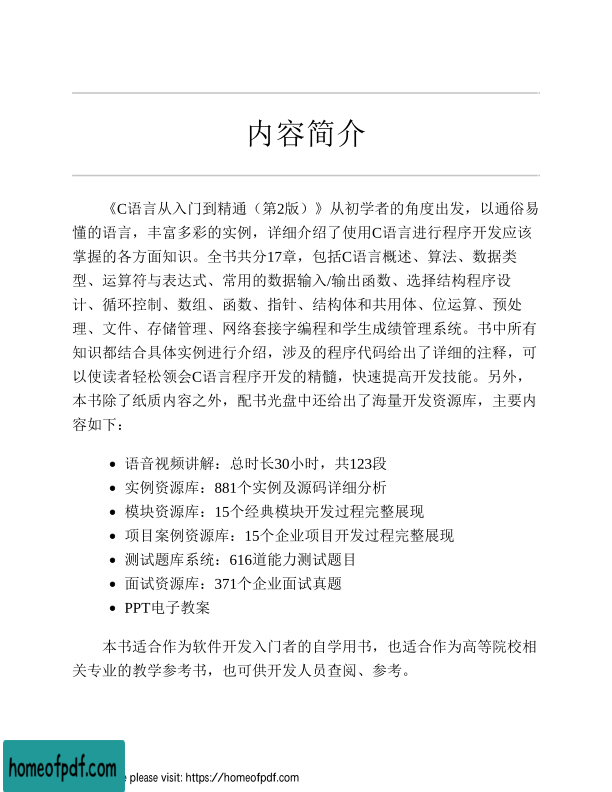 内容简介
《C语言从入门到精通（第2版）》从初学者的角度出发，以通俗易
懂的语言，丰富多彩的实例，详细介绍了使用C语言进行程序开发应该
掌握的各方面知识。全书共分17章，包括C语言概述、算法、数据类
型、运算符与表达式、常用的数据输入/输出函数、选择结构程序设
计、循环控制、数组、函数、指针、结构体和共用体、位运算、预处
理、文件、存储管理、网络套接字编程和学生成绩管理系统。书中所有
知识都结合具体实例进行介绍，涉及的程序代码给出了详细的注释，可
以使读者轻松领会C语言程序开发的精髓，快速提高开发技能。另外，
本书除了纸质内容之外，配书光盘中还给出了海量开发资源库，主要内
容如下：
• 语音视频讲解：总时长30小时，共123段
• 实例资源库：881个实例及源码详细分析
• 模块资源库：15个经典模块开发过程完整展现
• 项目案例资源库：15个企业项目开发过程完整展现
• 测试题库系统：616道能力测试题目
• 面试资源库：371个企业面试真题
• PPT电子教案
本书适合作为软件开发入门者的自学用书，也适合作为高等院校相
关专业的教学参考书，也可供开发人员查阅、参考。
homeofpdf.com
please visit: https://homeofpdf.com